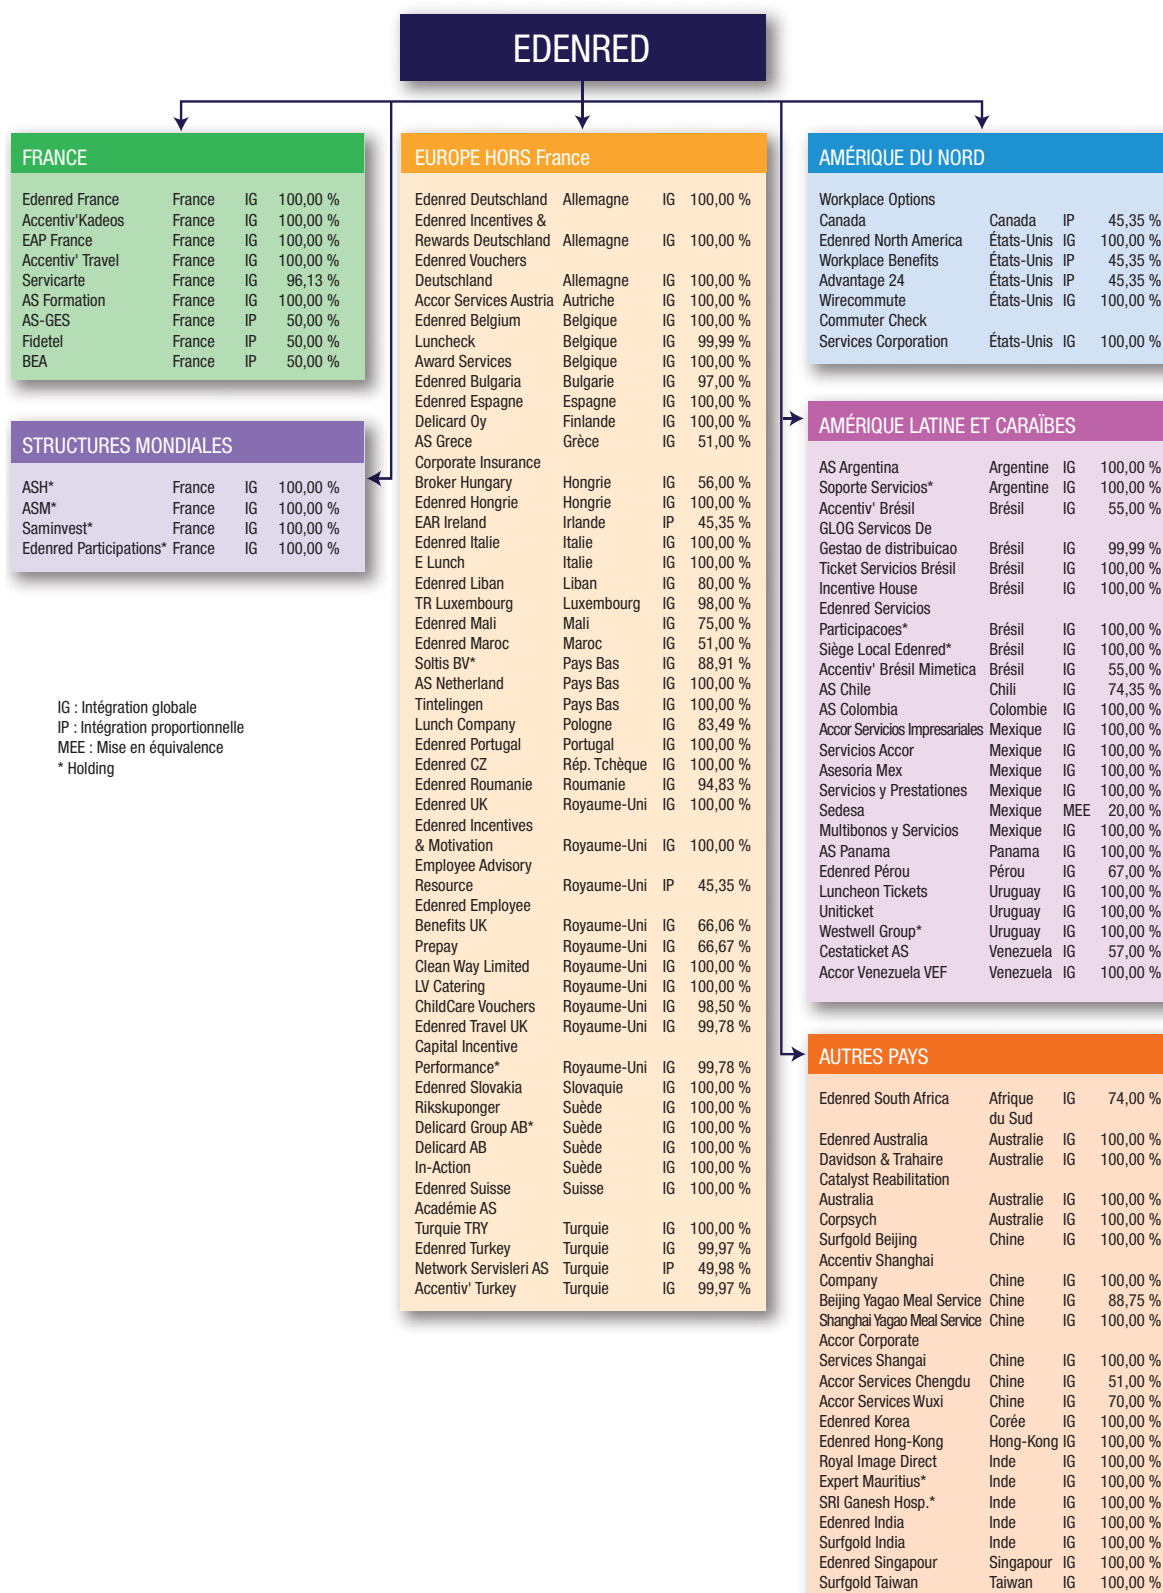 EDENRED
FRANCE
Edenred France France IG 100,00 %
Accentiv'Kadeos France IG 100,00 %
EAP France France IG 100,00 %
Accentiv' Travel France IG 100,00 %
Servicarte France IG 96,13 %
AS Formation France IG 100,00 %
AS-GES France IP 50,00 %
Fidetel France IP 50,00 %
BEA France IP 50,00 %
STRUCTURES MONDIALES
ASH* France IG 100,00 %
ASM* France IG 100,00 %
Saminvest* France IG 100,00 %
Edenred Participations* France IG 100,00 %
IG : Intégration globale
IP : Intégration proportionnelle
MEE : Mise en équivalence
* Holding
EUROPE HORS France
Edenred Deutschland Allemagne IG 100,00 %
Edenred Incentives &
Rewards Deutschland Allemagne IG 100,00 %
Edenred Vouchers
Deutschland Allemagne IG 100,00 %
Accor Services Austria Autriche IG 100,00 %
Edenred Belgium Belgique IG 100,00 %
Luncheck Belgique IG 99,99 %
Award Services Belgique IG 100,00 %
Edenred Bulgaria Bulgarie IG 97,00 %
Edenred Espagne Espagne IG 100,00 %
Delicard Oy Finlande IG 100,00 %
AS Grece Grèce IG 51,00 %
Corporate Insurance
Broker Hungary Hongrie IG 56,00 %
Edenred Hongrie Hongrie IG 100,00 %
EAR Ireland Irlande IP 45,35 %
Edenred Italie Italie IG 100,00 %
E Lunch Italie IG 100,00 %
Edenred Liban Liban IG 80,00 %
TR Luxembourg Luxembourg IG 98,00 %
Edenred Mali Mali IG 75,00 %
Edenred Maroc Maroc IG 51,00 %
Soltis BV* Pays Bas IG 88,91 %
AS Netherland Pays Bas IG 100,00 %
Tintelingen Pays Bas IG 100,00 %
Lunch Company Pologne IG 83,49 %
Edenred Portugal Portugal IG 100,00 %
Edenred CZ Rép. Tchèque IG 100,00 %
Edenred Roumanie Roumanie IG 94,83 %
Edenred UK Royaume-Uni IG 100,00 %
Edenred Incentives
& Motivation Royaume-Uni IG 100,00 %
Employee Advisory
Resource Royaume-Uni IP 45,35 %
Edenred Employee
Benefits UK Royaume-Uni IG 66,06 %
Prepay Royaume-Uni IG 66,67 %
Clean Way Limited Royaume-Uni IG 100,00 %
LV Catering Royaume-Uni IG 100,00 %
ChildCare Vouchers Royaume-Uni IG 98,50 %
Edenred Travel UK Royaume-Uni IG 99,78 %
Capital Incentive
Performance* Royaume-Uni IG 99,78 %
Edenred Slovakia Slovaquie IG 100,00 %
Rikskuponger Suède IG 100,00 %
Delicard Group AB* Suède IG 100,00 %
Delicard AB Suède IG 100,00 %
In-Action Suède IG 100,00 %
Edenred Suisse Suisse IG 100,00 %
Académie AS
Turquie TRY Turquie IG 100,00 %
Edenred Turkey Turquie IG 99,97 %
Network Servisleri AS Turquie IP 49,98 %
Accentiv' Turkey Turquie IG 99,97 %
AMÉRIQUE DU NORD
Workplace Options
Canada Canada IP 45,35 %
Edenred North America États-Unis IG 100,00 %
Workplace Benefits États-Unis IP 45,35 %
Advantage 24 États-Unis IP 45,35 %
Wirecommute États-Unis IG 100,00 %
Commuter Check
Services Corporation États-Unis IG 100,00 %
AMÉRIQUE LATINE ET CARAÏBES
AS Argentina Argentine IG 100,00 %
Soporte Servicios* Argentine IG 100,00 %
Accentiv' Brésil Brésil IG 55,00 %
GLOG Servicos De
Gestao de distribuicao Brésil IG 99,99 %
Ticket Servicios Brésil Brésil IG 100,00 %
Incentive House Brésil IG 100,00 %
Edenred Servicios
Participacoes* Brésil IG 100,00 %
Siège Local Edenred* Brésil IG 100,00 %
Accentiv' Brésil Mimetica Brésil IG 55,00 %
AS Chile Chili IG 74,35 %
AS Colombia Colombie IG 100,00 %
Accor Servicios Impresariales Mexique IG 100,00 %
Servicios Accor Mexique IG 100,00 %
Asesoria Mex Mexique IG 100,00 %
Servicios y Prestationes Mexique IG 100,00 %
Sedesa Mexique MEE 20,00 %
Multibonos y Servicios Mexique IG 100,00 %
AS Panama Panama IG 100,00 %
Edenred Pérou Pérou IG 67,00 %
Luncheon Tickets Uruguay IG 100,00 %
Uniticket Uruguay IG 100,00 %
Westwell Group* Uruguay IG 100,00 %
Cestaticket AS Venezuela IG 57,00 %
Accor Venezuela VEF Venezuela IG 100,00 %
AUTRES PAYS
Edenred South Africa Afrique IG 74,00 %
du Sud
Edenred Australia Australie IG 100,00 %
Davidson & Trahaire Australie IG 100,00 %
Catalyst Reabilitation
Australia Australie IG 100,00 %
Corpsych Australie IG 100,00 %
Surfgold Beijing Chine IG 100,00 %
Accentiv Shanghai
Company Chine IG 100,00 %
Beijing Yagao Meal Service Chine IG 88,75 %
Shanghai Yagao Meal Service Chine IG 100,00 %
Accor Corporate
Services Shangai Chine IG 100,00 %
Accor Services Chengdu Chine IG 51,00 %
Accor Services Wuxi Chine IG 70,00 %
Edenred Korea Corée IG 100,00 %
Edenred Hong-Kong Hong-Kong IG 100,00 %
Royal Image Direct Inde IG 100,00 %
Expert Mauritius* Inde IG 100,00 %
SRI Ganesh Hosp.* Inde IG 100,00 %
Edenred India Inde IG 100,00 %
Surfgold India Inde IG 100,00 %
Edenred Singapour Singapour IG 100,00 %
Surfgold Taiwan Taiwan IG 100,00 %